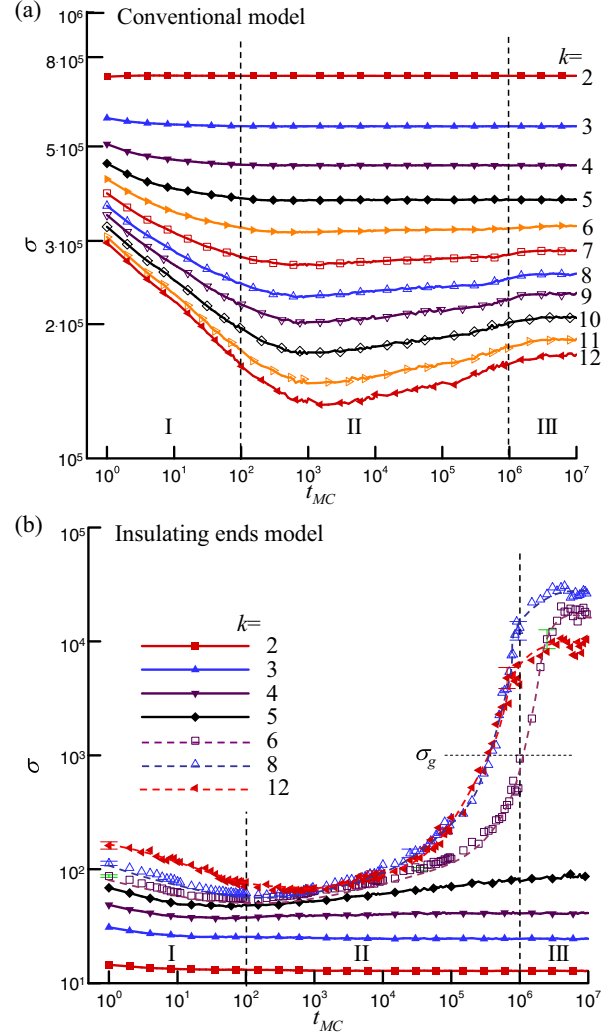 (a)
Conventional model
10⁶
8·10⁵
5·10⁵
3·10⁵
2·10⁵
10⁵
σ
k=
2
3
4
5
6
7
8
9
10
11
12
I
II
III
10⁰ 10¹ 10² 10³ 10⁴ 10⁵ 10⁶ 10⁷
t_MC
(b)
Insulating ends model
10⁵
10⁴
10³
10²
10¹
σ
k=
2
3
4
5
6
8
12
σ_g
I
II
III
10⁰ 10¹ 10² 10³ 10⁴ 10⁵ 10⁶ 10⁷
t_MC